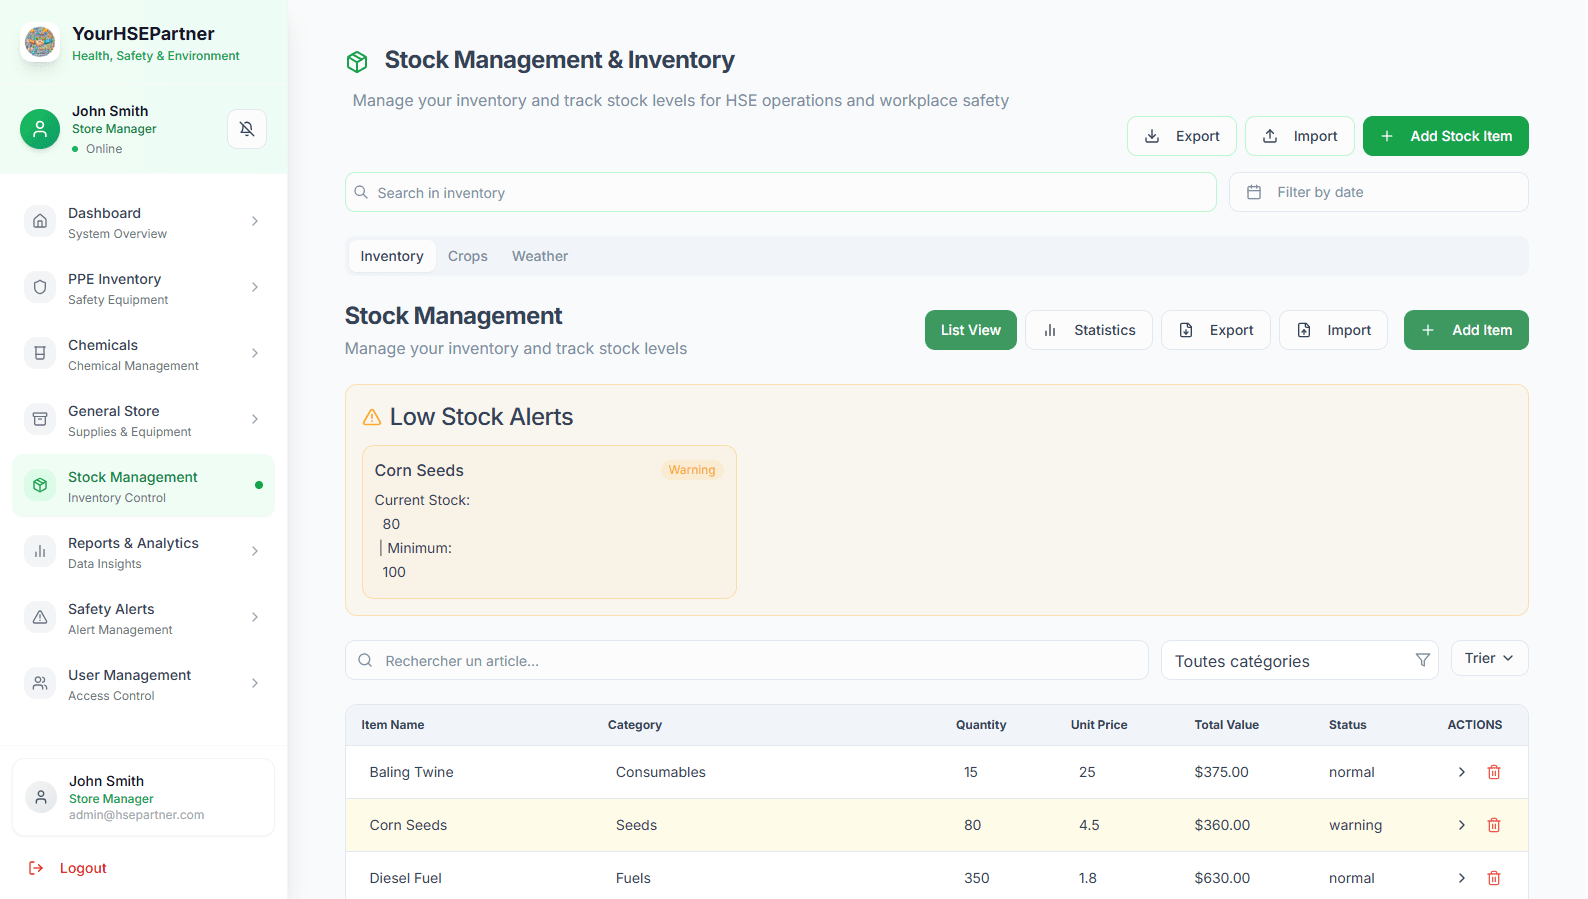 YourHSEPartner
Health, Safety & Environment
John Smith
Store Manager
Online
Dashboard
System Overview
PPE Inventory
Safety Equipment
Chemicals
Chemical Management
General Store
Supplies & Equipment
Stock Management
Inventory Control
Reports & Analytics
Data Insights
Safety Alerts
Alert Management
User Management
Access Control
John Smith
Store Manager
admin@hsepartner.com
Logout
Stock Management & Inventory
Manage your inventory and track stock levels for HSE operations and workplace safety
Export Import + Add Stock Item
Search in inventory Filter by date
Inventory Crops Weather
Stock Management
Manage your inventory and track stock levels
List View Statistics Export Import + Add Item
Low Stock Alerts
Corn Seeds Warning
Current Stock:
80
| Minimum:
100
Rechercher un article... Toutes catégories Trier
Item Name Category Quantity Unit Price Total Value Status ACTIONS
Baling Twine Consumables 15 25 $375.00 normal
Corn Seeds Seeds 80 4.5 $360.00 warning
Diesel Fuel Fuels 350 1.8 $630.00 normal